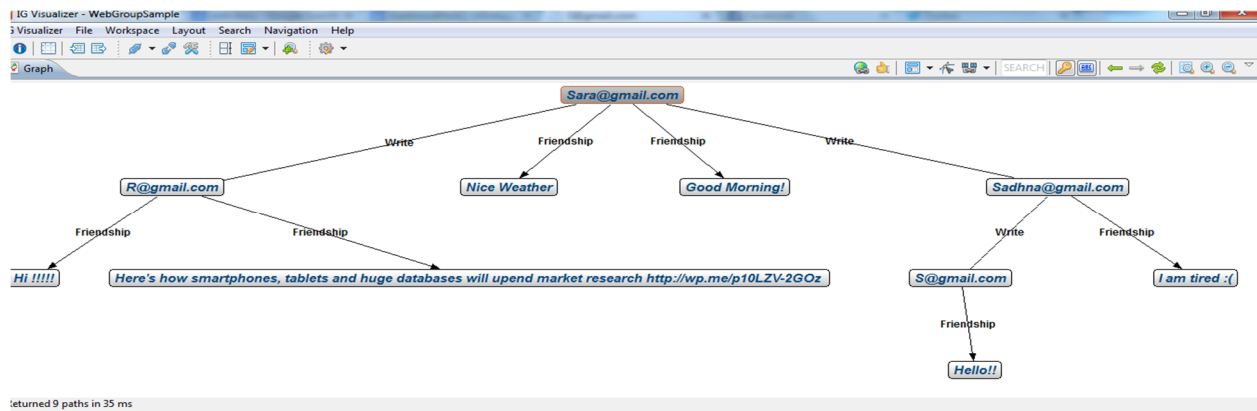 IG Visualizer - WebGroupSample
Visualizer File Workspace Layout Search Navigation Help
Graph
SEARCH
Sara@gmail.com
Write Friendship Friendship Write
R@gmail.com Nice Weather Good Morning! Sadhna@gmail.com
Friendship Friendship Write Friendship
Hi !!!!! Here's how smartphones, tablets and huge databases will upend market research http://wp.me/p10LZV-2GOz S@gmail.com I am tired :(
Friendship
Hello!!
eturned 9 paths in 35 ms